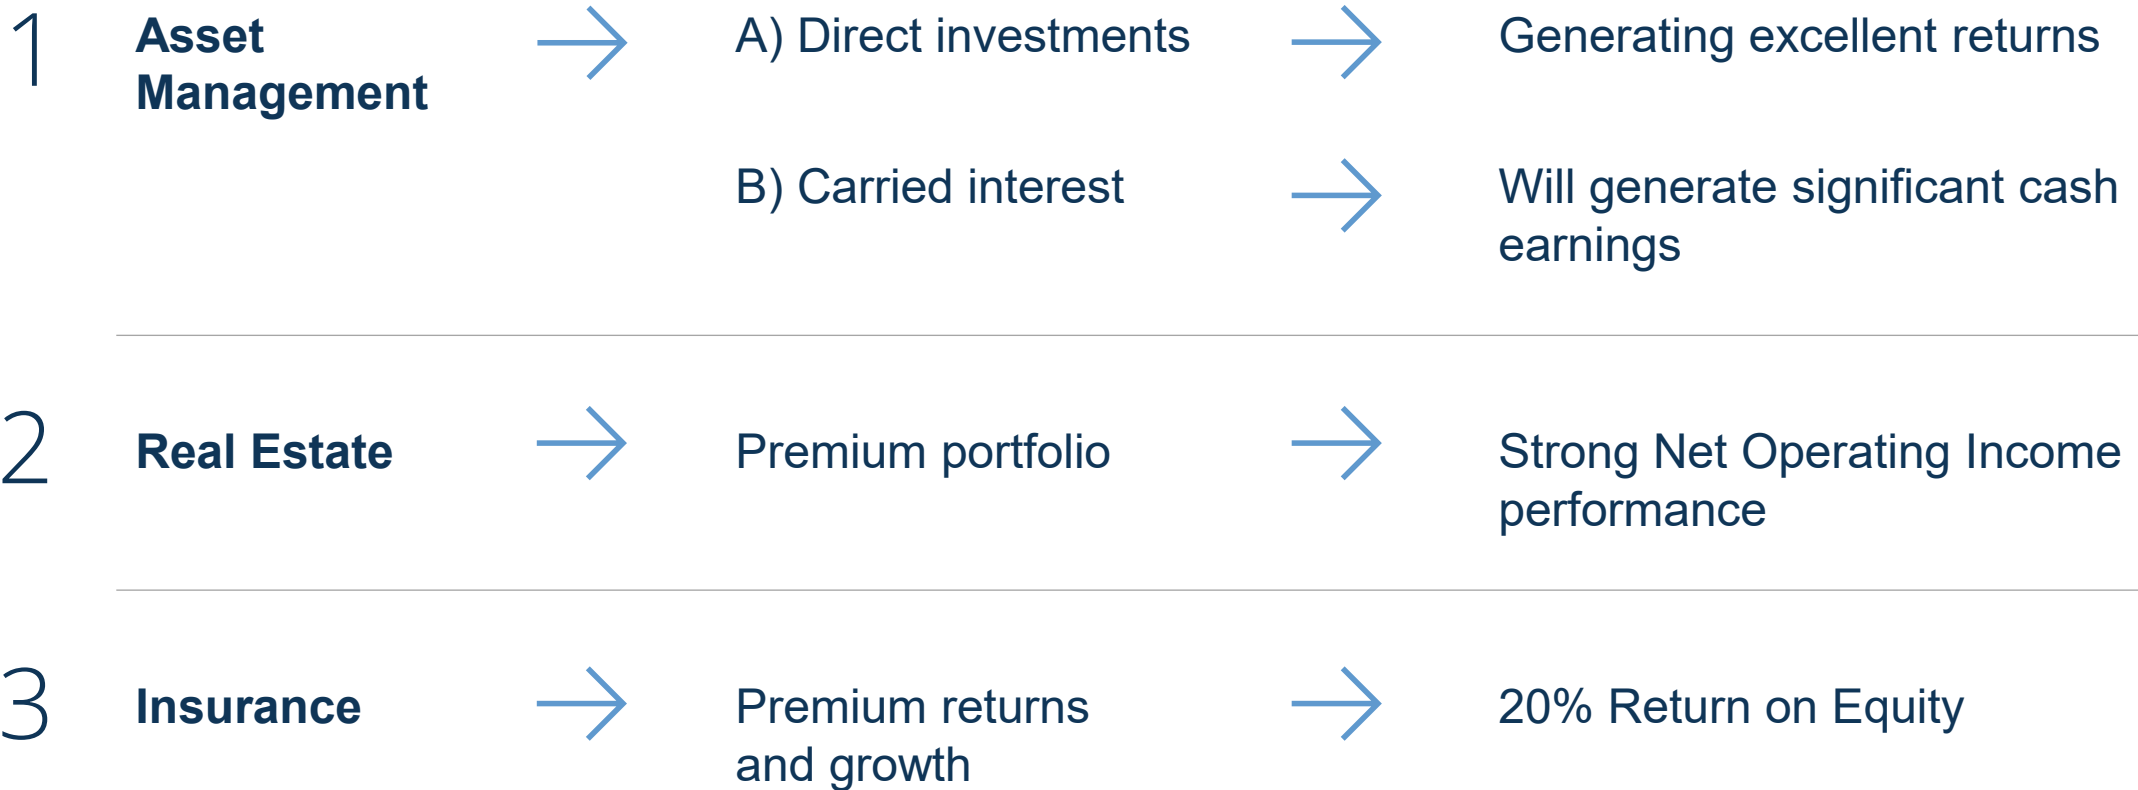 1
Asset
Management
A) Direct investments
Generating excellent returns
B) Carried interest
Will generate significant cash
earnings
2
Real Estate
Premium portfolio
Strong Net Operating Income
performance
3
Insurance
Premium returns
and growth
20% Return on Equity